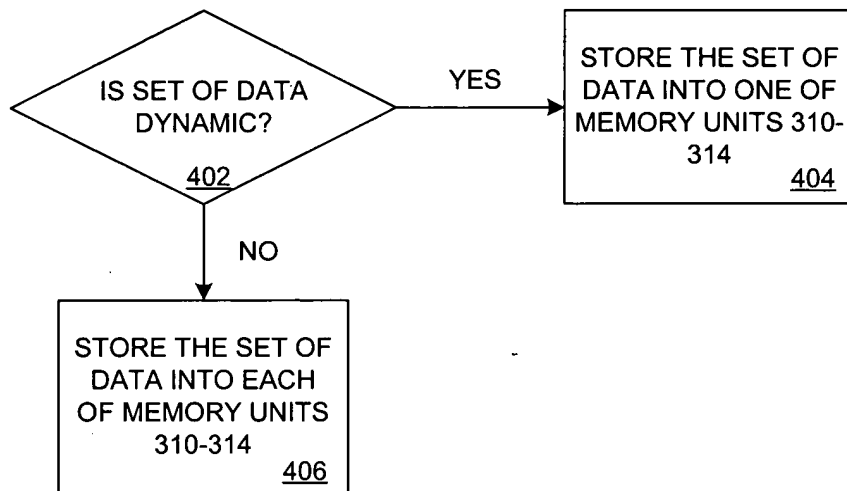 IS SET OF DATA
DYNAMIC?
402
YES
STORE THE SET OF
DATA INTO ONE OF
MEMORY UNITS 310-
314
404
NO
STORE THE SET OF
DATA INTO EACH
OF MEMORY UNITS
310-314
406